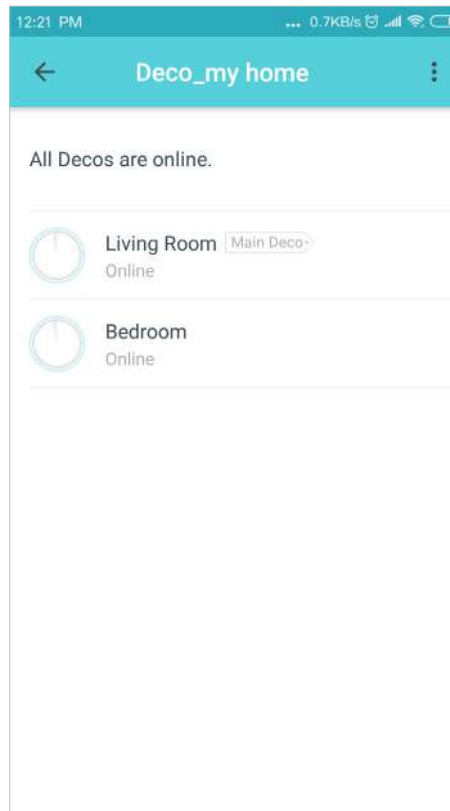 12:21 PM ... 0.7KB/s
Deco_my home
All Decos are online.
Living Room Main Deco
Online
Bedroom
Online